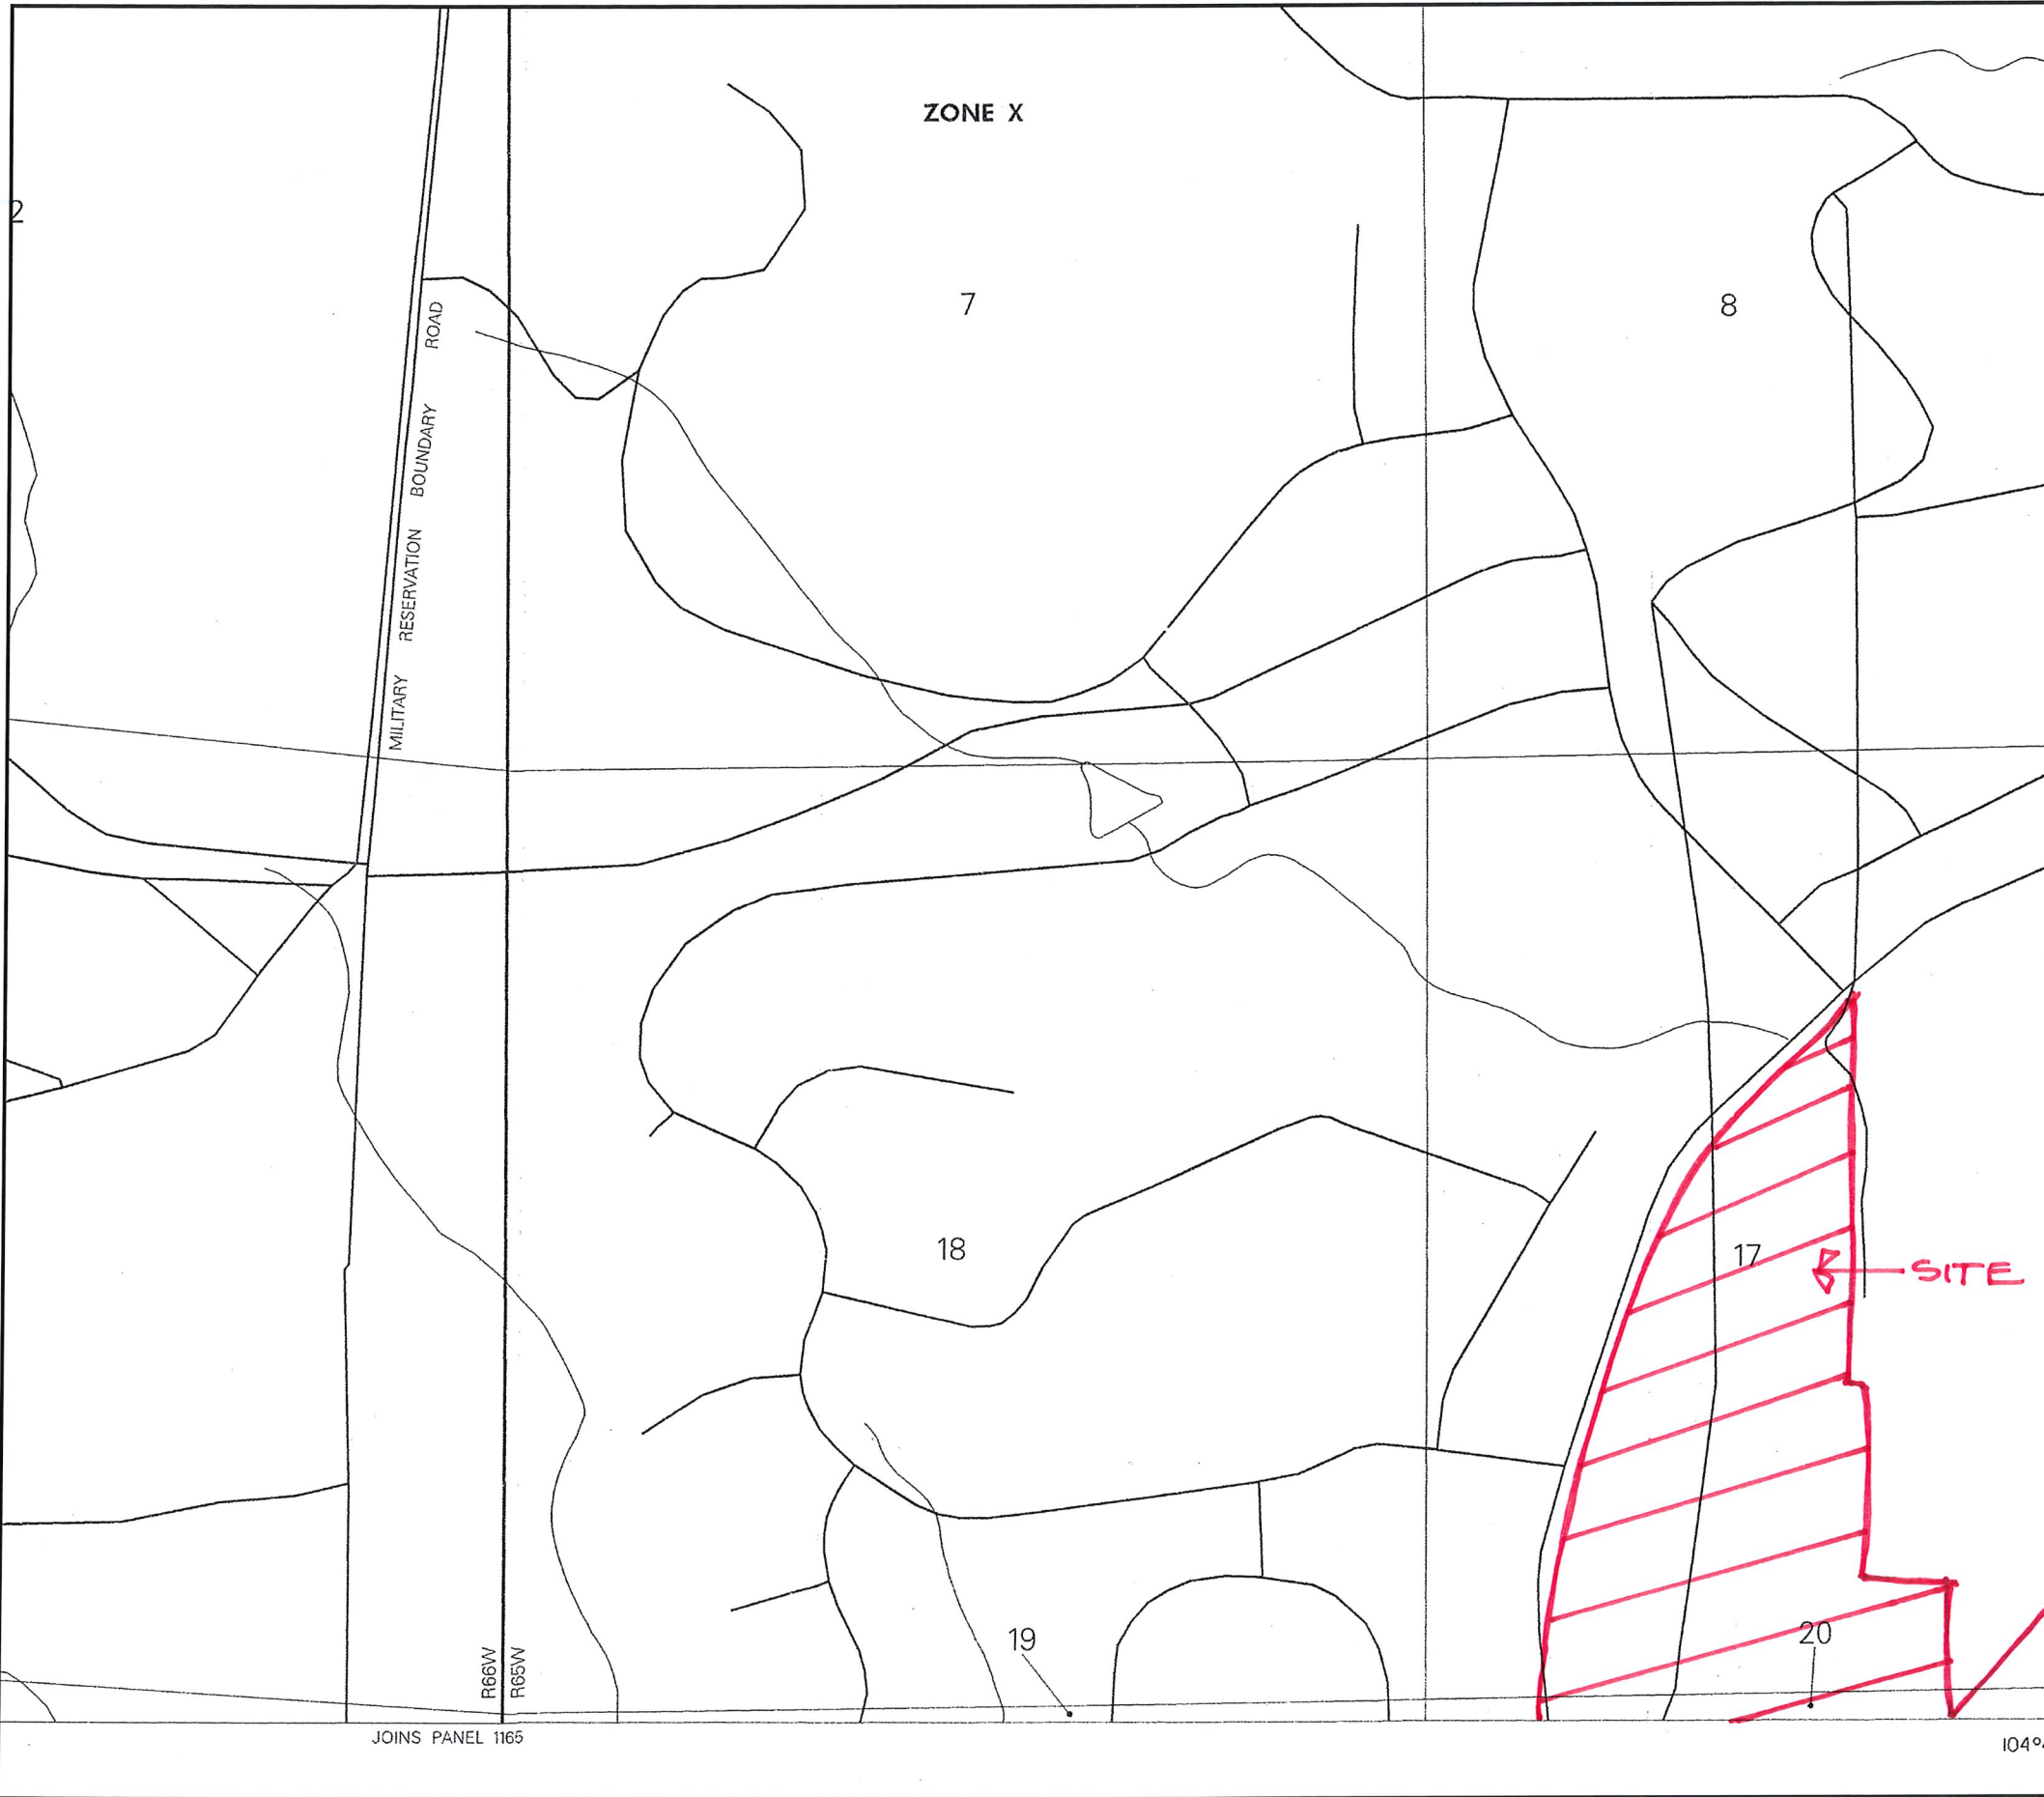 ZONE X
2
7
8
MILITARY RESERVATION BOUNDARY ROAD
18
17
SITE
19
20
R66W
R65W
JOINS PANEL 1165
104°